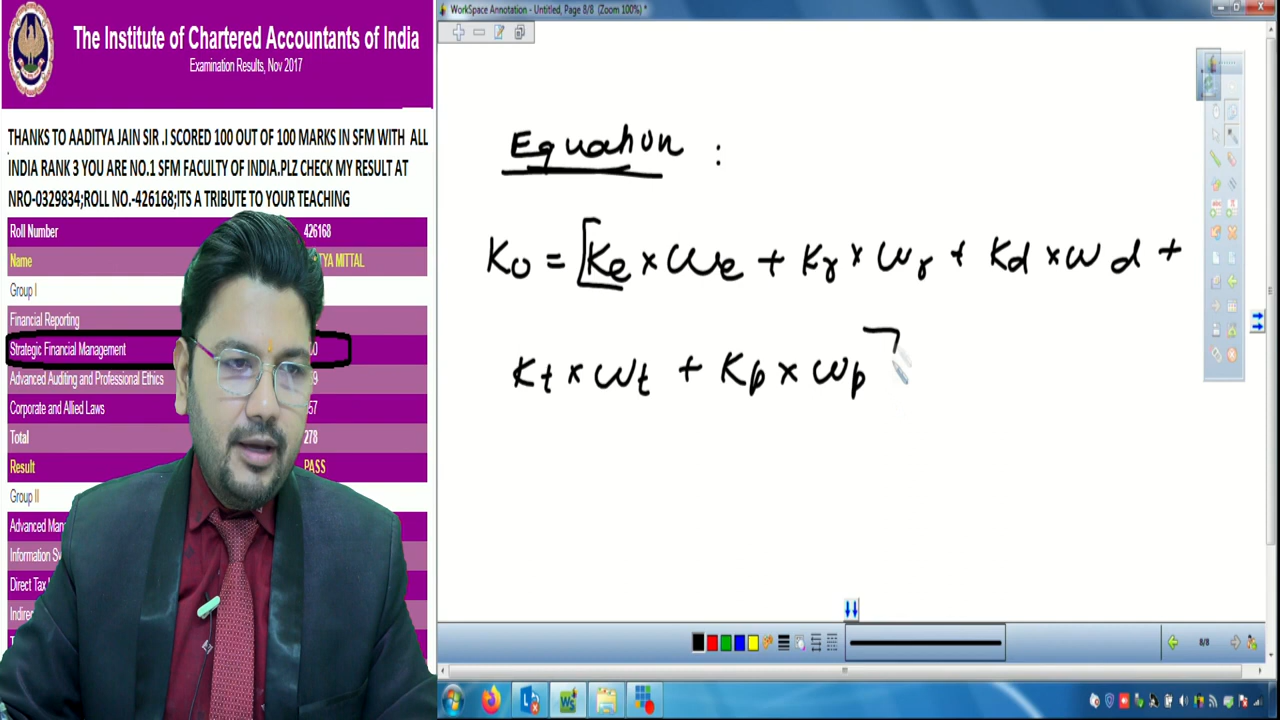 The Institute of Chartered Accountants of India
Examination Results, Nov 2017
THANKS TO AADITYA JAIN SIR .I SCORED 100 OUT OF 100 MARKS IN SFM WITH ALL
INDIA RANK 3 YOU ARE NO.1 SFM FACULTY OF INDIA.PLZ CHECK MY RESULT AT
NRO-0329834;ROLL NO.-426168;ITS A TRIBUTE TO YOUR TEACHING
Roll Number 426168
Name MITTAL
Group I
Financial Reporting
Strategic Financial Management
Advanced Auditing and Professional Ethics
Corporate and Allied Laws 57
Total 278
Result PASS
Group II
Advanced
Information
Direct
WorkSpace Annotation - Untitled, Page 8/8 (Zoom 100%) *
Equation :
Ko = [Ke × We + Kr × Wr + Kd × Wd +
Kt × Wt + Kp × Wp
8/8